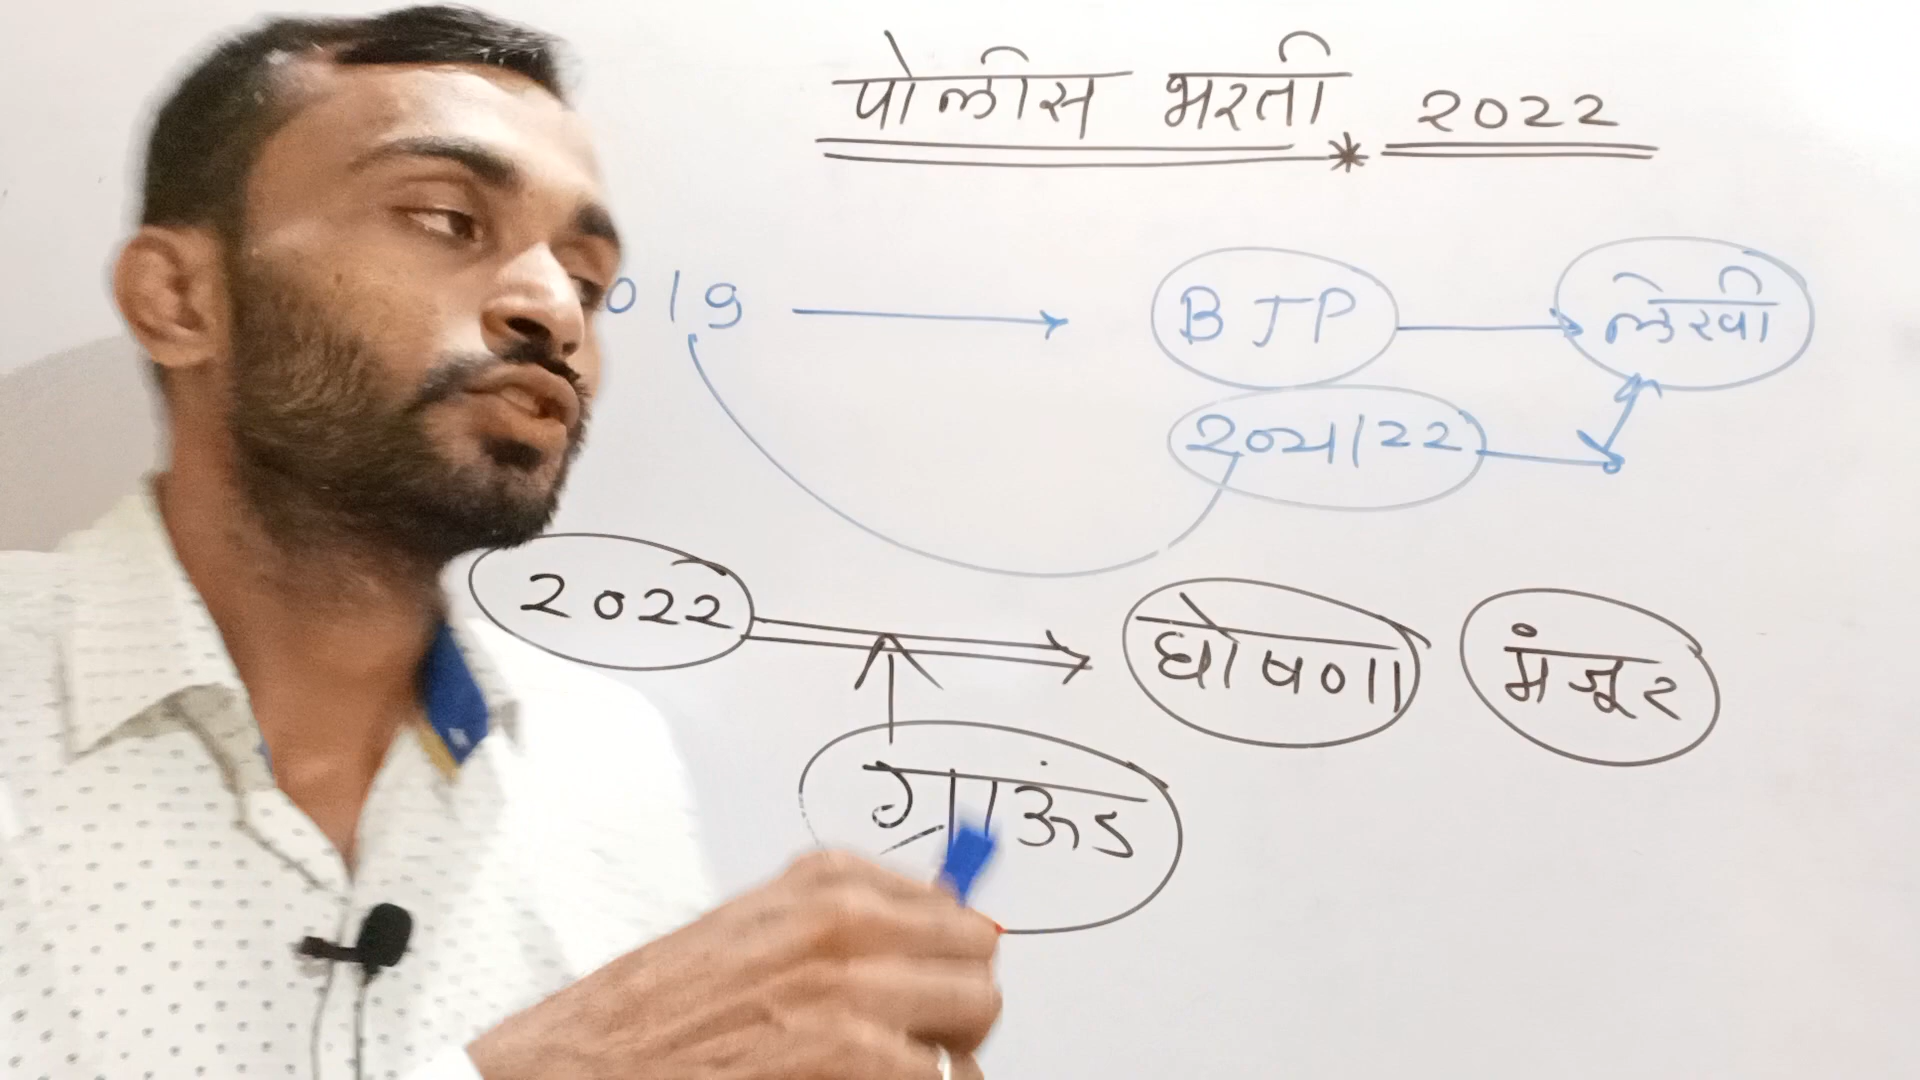 पोलीस भरती * 2022
019 BJP लेखी
2021/22
2022 घोषणा मंजूर
ग्राऊंड